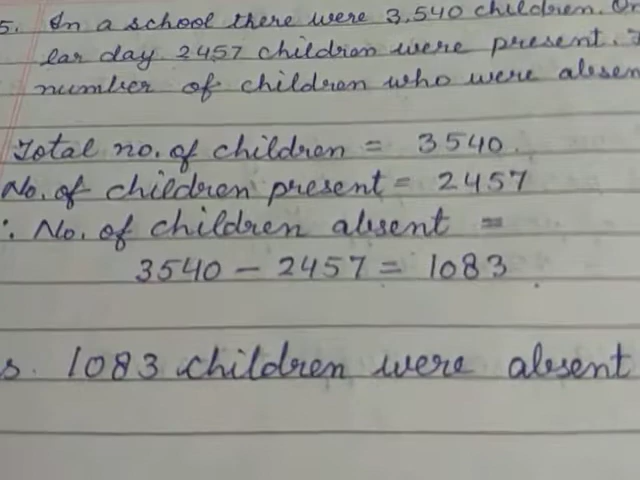 5. In a school there were 3.540 children. On
lar day 2457 children were present.
number of children who were absen
Total no. of children = 3540.
No. of children present = 2457
∴ No. of children absent =
3540 - 2457 = 1083
s. 1083 children were absent